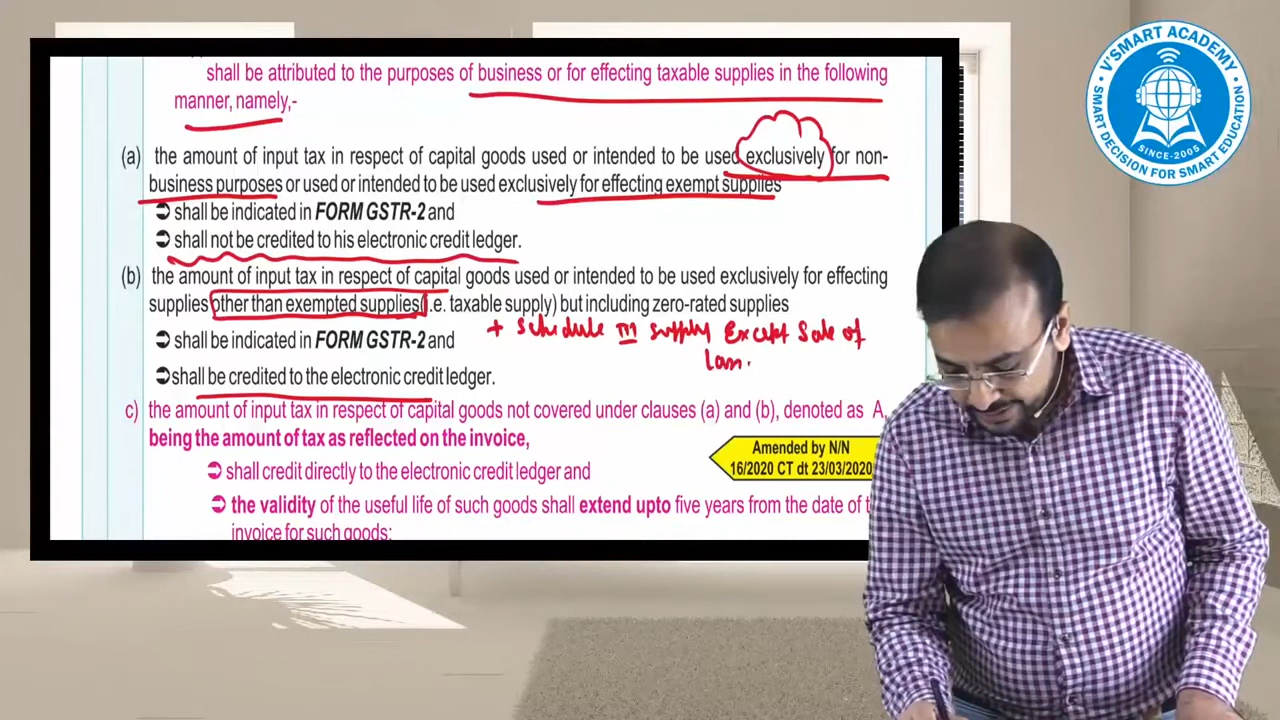 shall be attributed to the purposes of business or for effecting taxable supplies in the following
manner, namely,-
(a) the amount of input tax in respect of capital goods used or intended to be used exclusively for non-
business purposes or used or intended to be used exclusively for effecting exempt supplies
➲ shall be indicated in FORM GSTR-2 and
➲ shall not be credited to his electronic credit ledger.
(b) the amount of input tax in respect of capital goods used or intended to be used exclusively for effecting
supplies other than exempted supplies(i.e. taxable supply) but including zero-rated supplies
+ Schedule III supply Except Sale of
Lan.
➲ shall be indicated in FORM GSTR-2 and
➲shall be credited to the electronic credit ledger.
c) the amount of input tax in respect of capital goods not covered under clauses (a) and (b), denoted as A,
being the amount of tax as reflected on the invoice,
Amended by N/N
16/2020 CT dt 23/03/2020
➲ shall credit directly to the electronic credit ledger and
➲ the validity of the useful life of such goods shall extend upto five years from the date of
invoice for such goods;
V'SMART ACADEMY
SINCE-2005
SMART DECISION FOR SMART EDUCATION